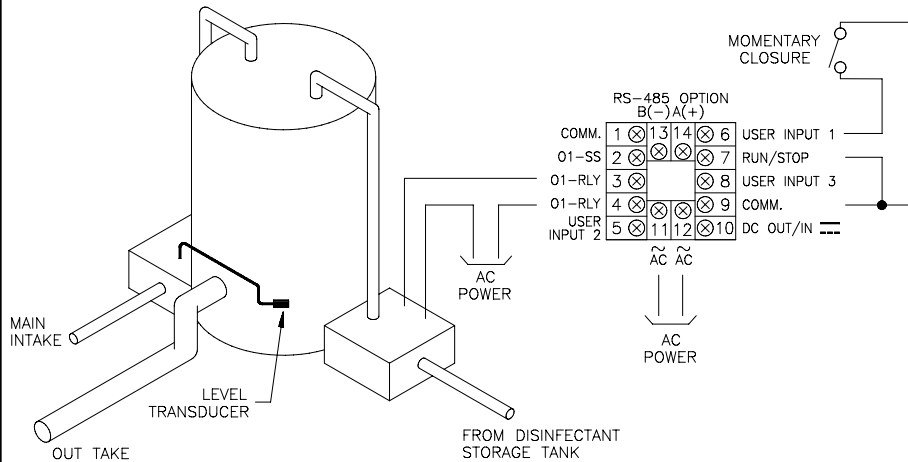 MOMENTARY
CLOSURE
RS-485 OPTION
B(-) A(+)
COMM. 1 13 14 6 USER INPUT 1
O1-SS 2 7 RUN/STOP
O1-RLY 3 8 USER INPUT 3
O1-RLY 4 9 COMM.
USER
INPUT 2 5 11 12 10 DC OUT/IN
~ ~
AC AC
AC
POWER
AC
POWER
MAIN
INTAKE
LEVEL
TRANSDUCER
OUT TAKE
FROM DISINFECTANT
STORAGE TANK